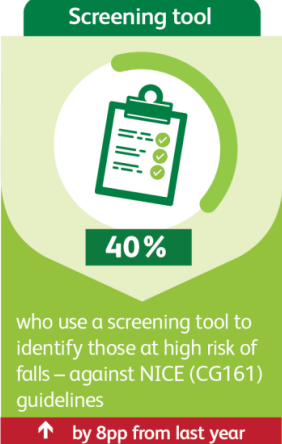 Screening tool
40%
who use a screening tool to
identify those at high risk of
falls – against NICE (CG161)
guidelines
↑ by 8pp from last year